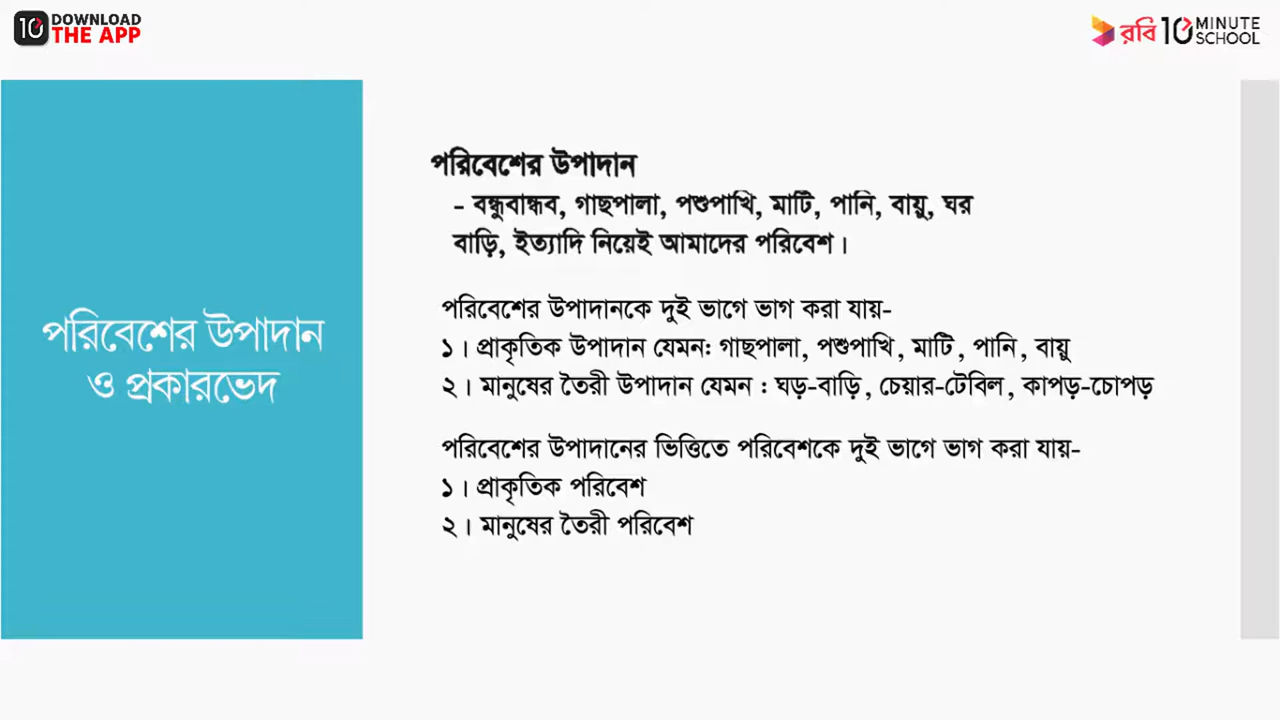 10 DOWNLOAD
THE APP
রবি 10 MINUTE
SCHOOL
পরিবেশের উপাদান
ও প্রকারভেদ
পরিবেশের উপাদান
- বন্ধুবান্ধব, গাছপালা, পশুপাখি, মাটি, পানি, বায়ু, ঘর
বাড়ি, ইত্যাদি নিয়েই আমাদের পরিবেশ।
পরিবেশের উপাদানকে দুই ভাগে ভাগ করা যায়-
১। প্রাকৃতিক উপাদান যেমনঃ গাছপালা, পশুপাখি, মাটি, পানি, বায়ু
২। মানুষের তৈরী উপাদান যেমন : ঘড়-বাড়ি, চেয়ার-টেবিল, কাপড়-চোপড়
পরিবেশের উপাদানের ভিত্তিতে পরিবেশকে দুই ভাগে ভাগ করা যায়-
১। প্রাকৃতিক পরিবেশ
২। মানুষের তৈরী পরিবেশ